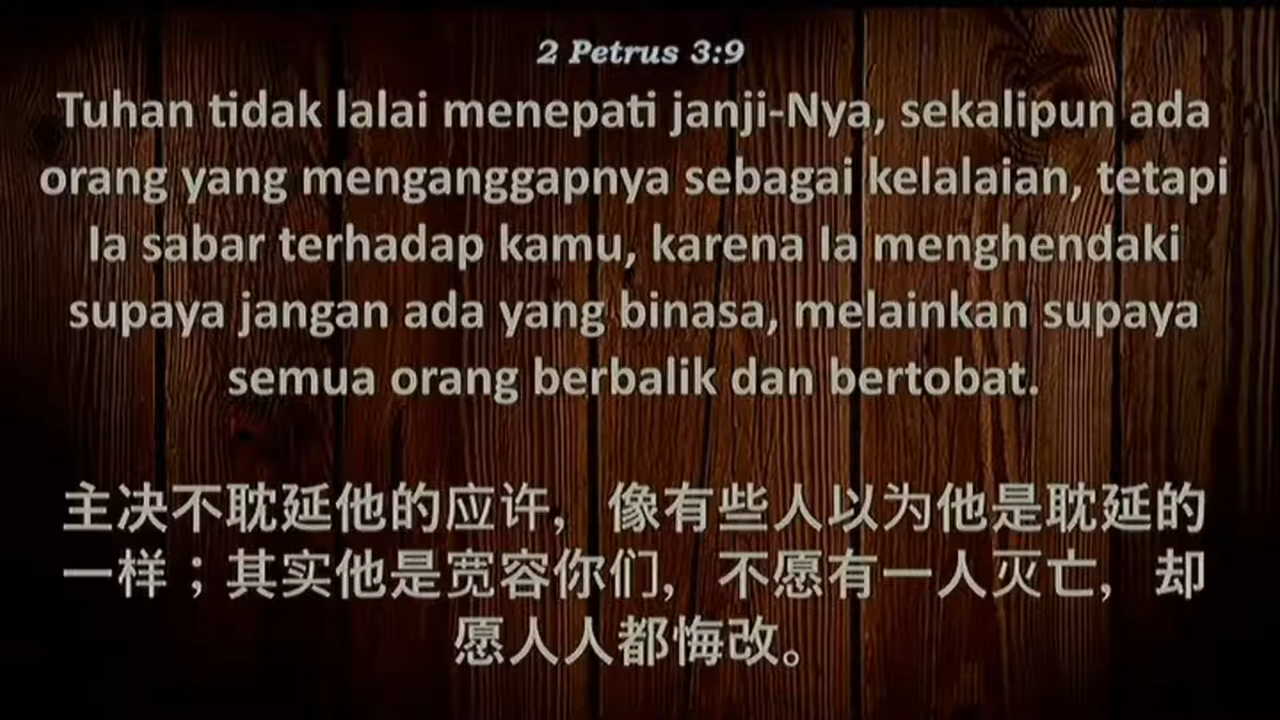 2 Petrus 3:9
Tuhan tidak lalai menepati janji-Nya, sekalipun ada
orang yang menganggapnya sebagai kelalaian, tetapi
Ia sabar terhadap kamu, karena Ia menghendaki
supaya jangan ada yang binasa, melainkan supaya
semua orang berbalik dan bertobat.
主决不耽延他的应许，像有些人以为他是耽延的
一样；其实他是宽容你们，不愿有一人灭亡，却
愿人人都悔改。